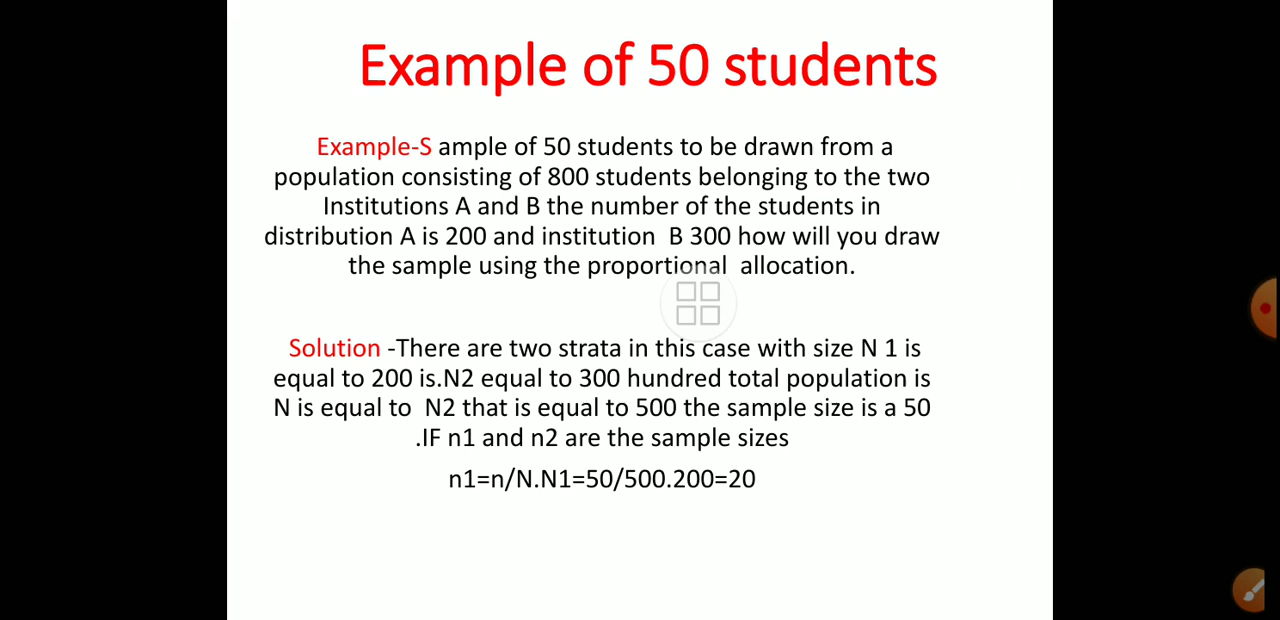 Example of 50 students
Example-S ample of 50 students to be drawn from a
population consisting of 800 students belonging to the two
Institutions A and B the number of the students in
distribution A is 200 and institution  B 300 how will you draw
the sample using the proportional  allocation.
Solution -There are two strata in this case with size N 1 is
equal to 200 is.N2 equal to 300 hundred total population is
N is equal to  N2 that is equal to 500 the sample size is a 50
.IF n1 and n2 are the sample sizes
n1=n/N.N1=50/500.200=20